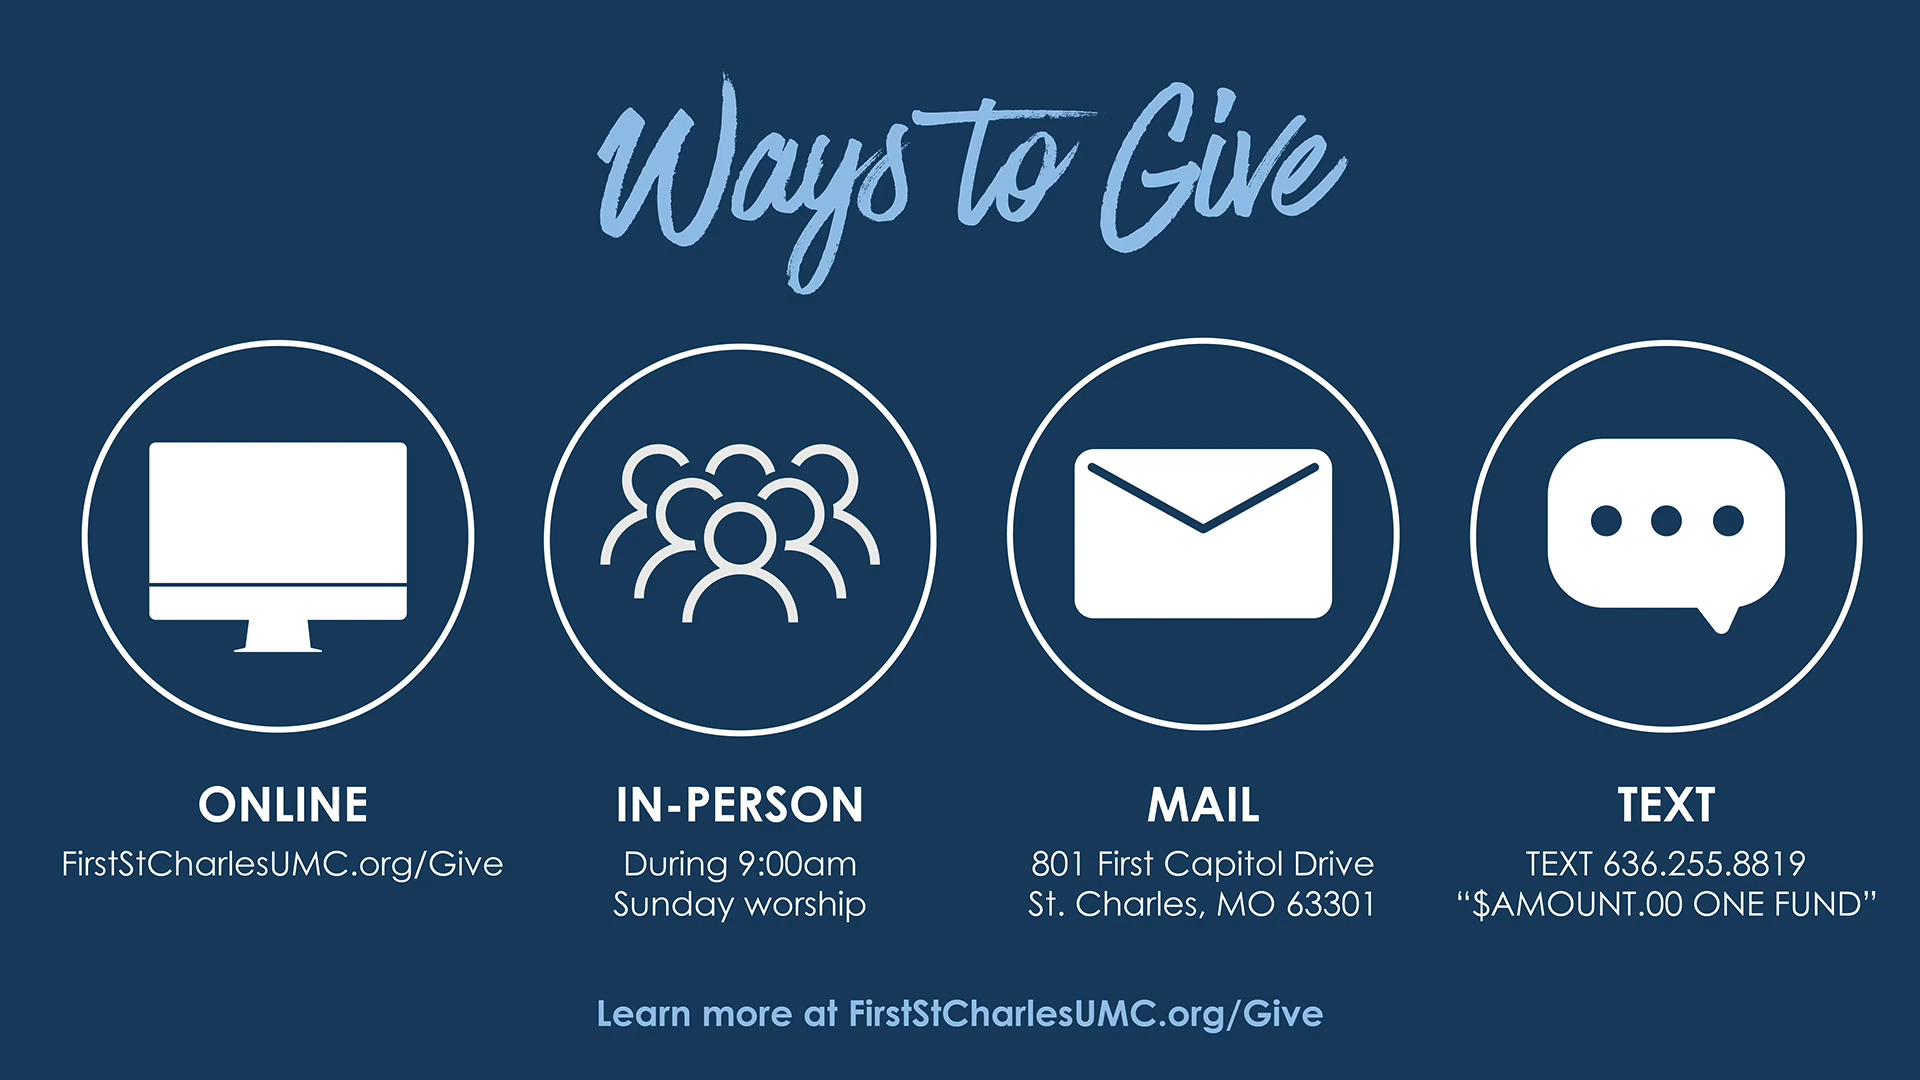 Ways to Give
ONLINE
FirstStCharlesUMC.org/Give
IN-PERSON
During 9:00am
Sunday worship
MAIL
801 First Capitol Drive
St. Charles, MO 63301
TEXT
TEXT 636.255.8819
“$AMOUNT.00 ONE FUND”
Learn more at FirstStCharlesUMC.org/Give